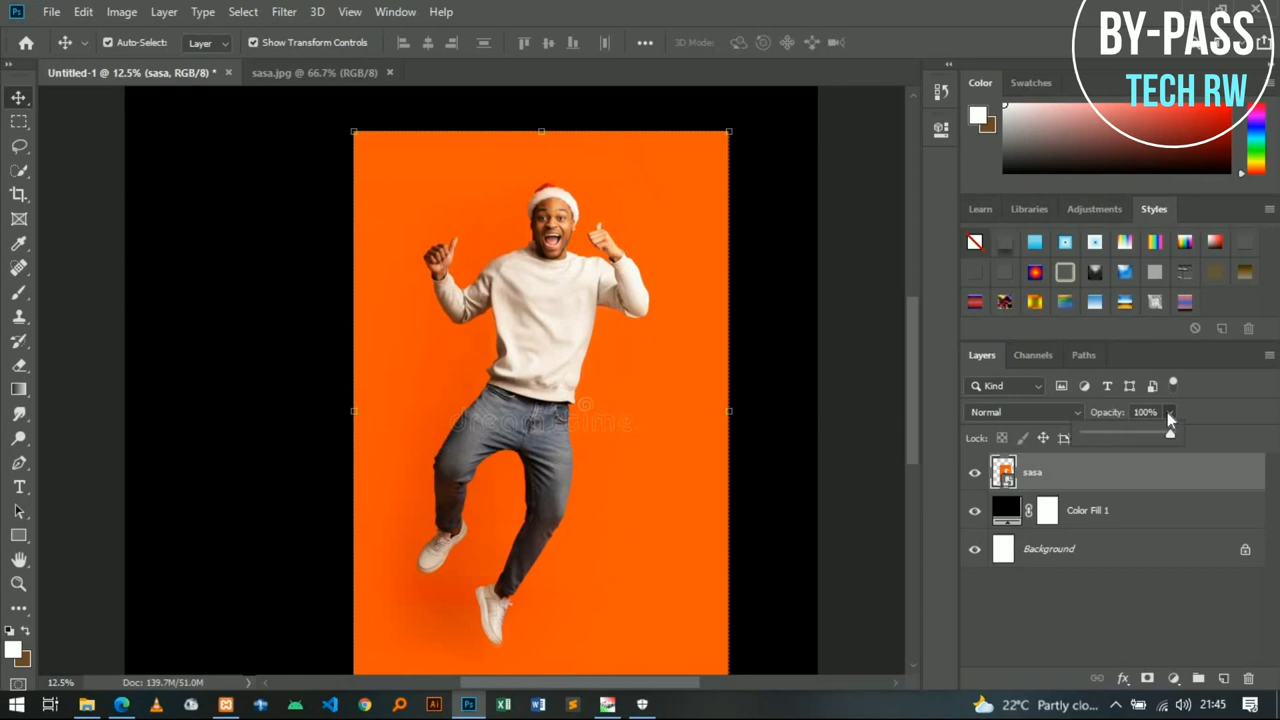 File Edit Image Layer Type Select Filter 3D View Window Help
BY-PASS
TECH RW
Auto-Select: Layer Show Transform Controls 3D Mode:
Untitled-1 @ 12.5% (sasa, RGB/8) * × sasa.jpg @ 66.7% (RGB/8) ×
Color Swatches
Learn Libraries Adjustments Styles
Layers Channels Paths
Kind
Normal Opacity: 100%
Lock:
sasa
Color Fill 1
Background
dreamstime
12.5% Doc: 139.7M/51.0M
22°C Partly clo... 21:45